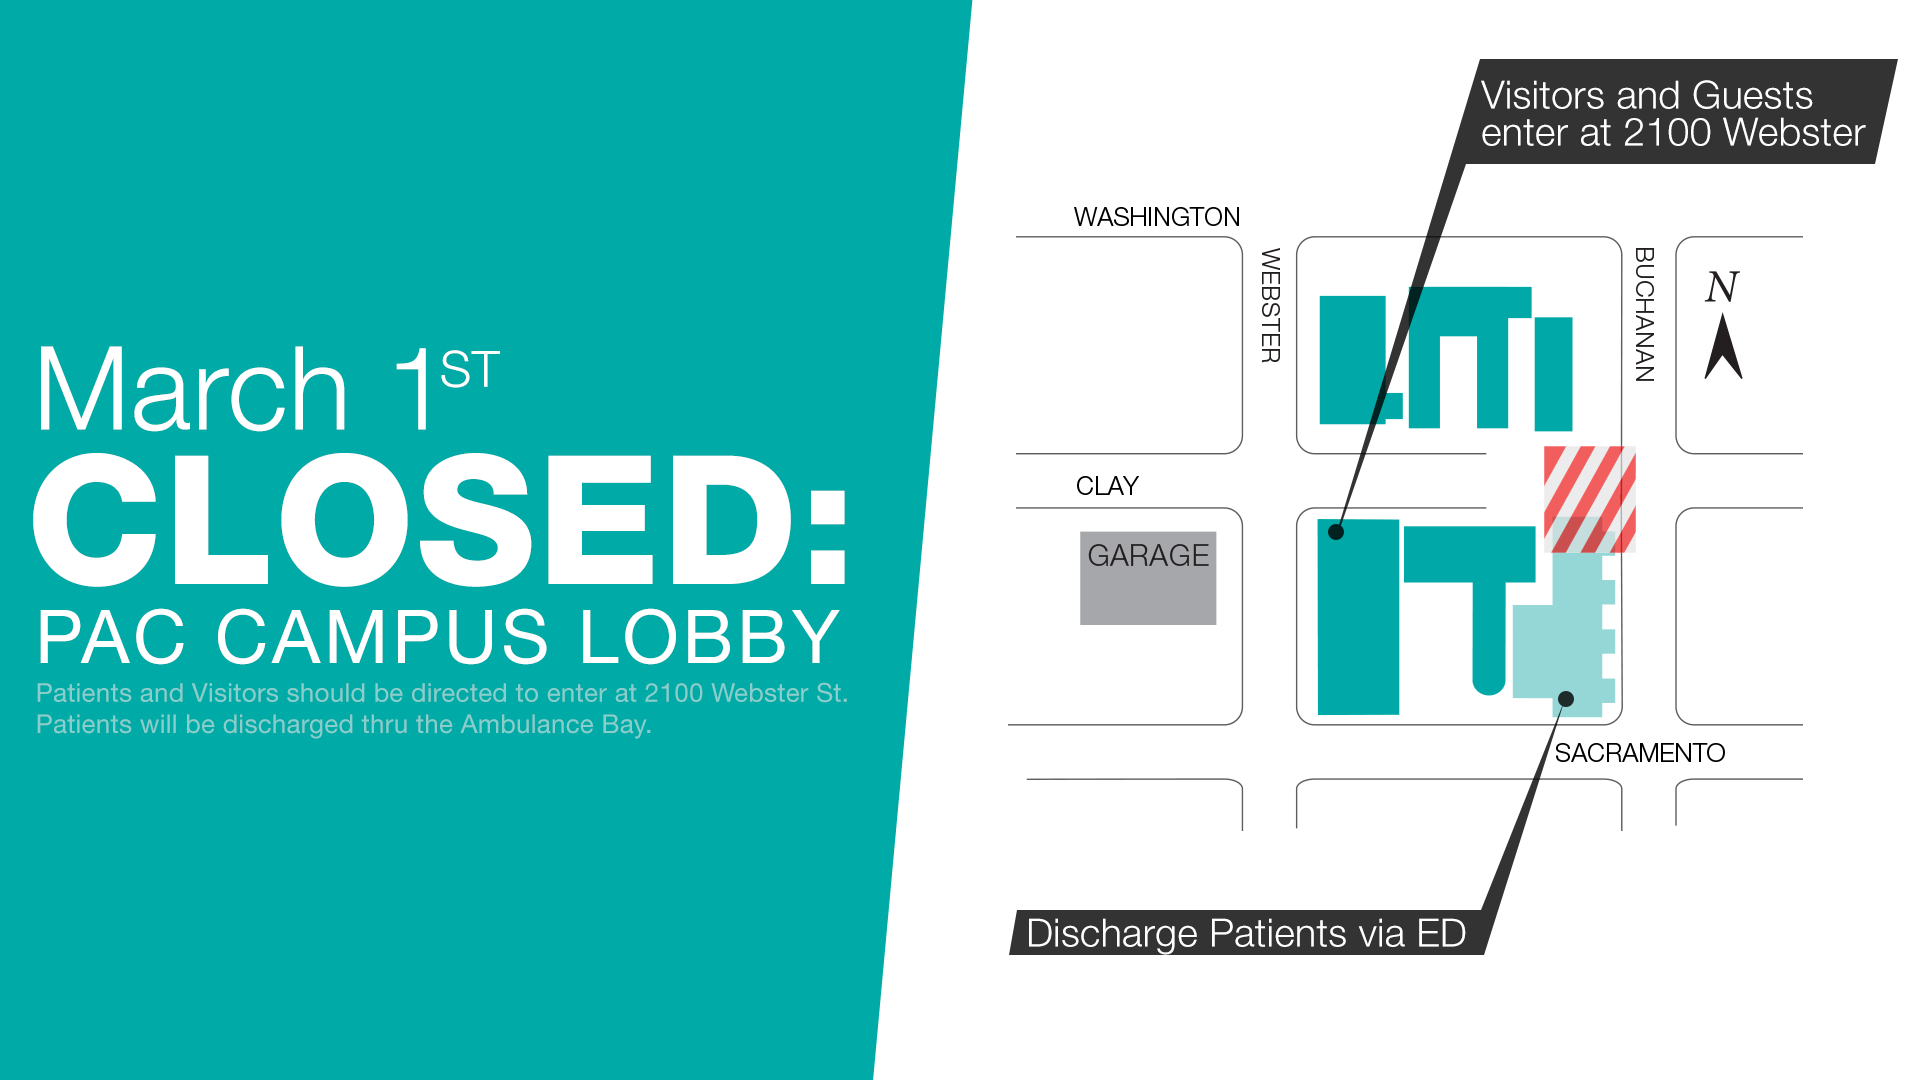 March 1ST
CLOSED:
PAC CAMPUS LOBBY
Patients and Visitors should be directed to enter at 2100 Webster St.
Patients will be discharged thru the Ambulance Bay.
Visitors and Guests
enter at 2100 Webster
WASHINGTON
WEBSTER
BUCHANAN
N
CLAY
GARAGE
SACRAMENTO
Discharge Patients via ED